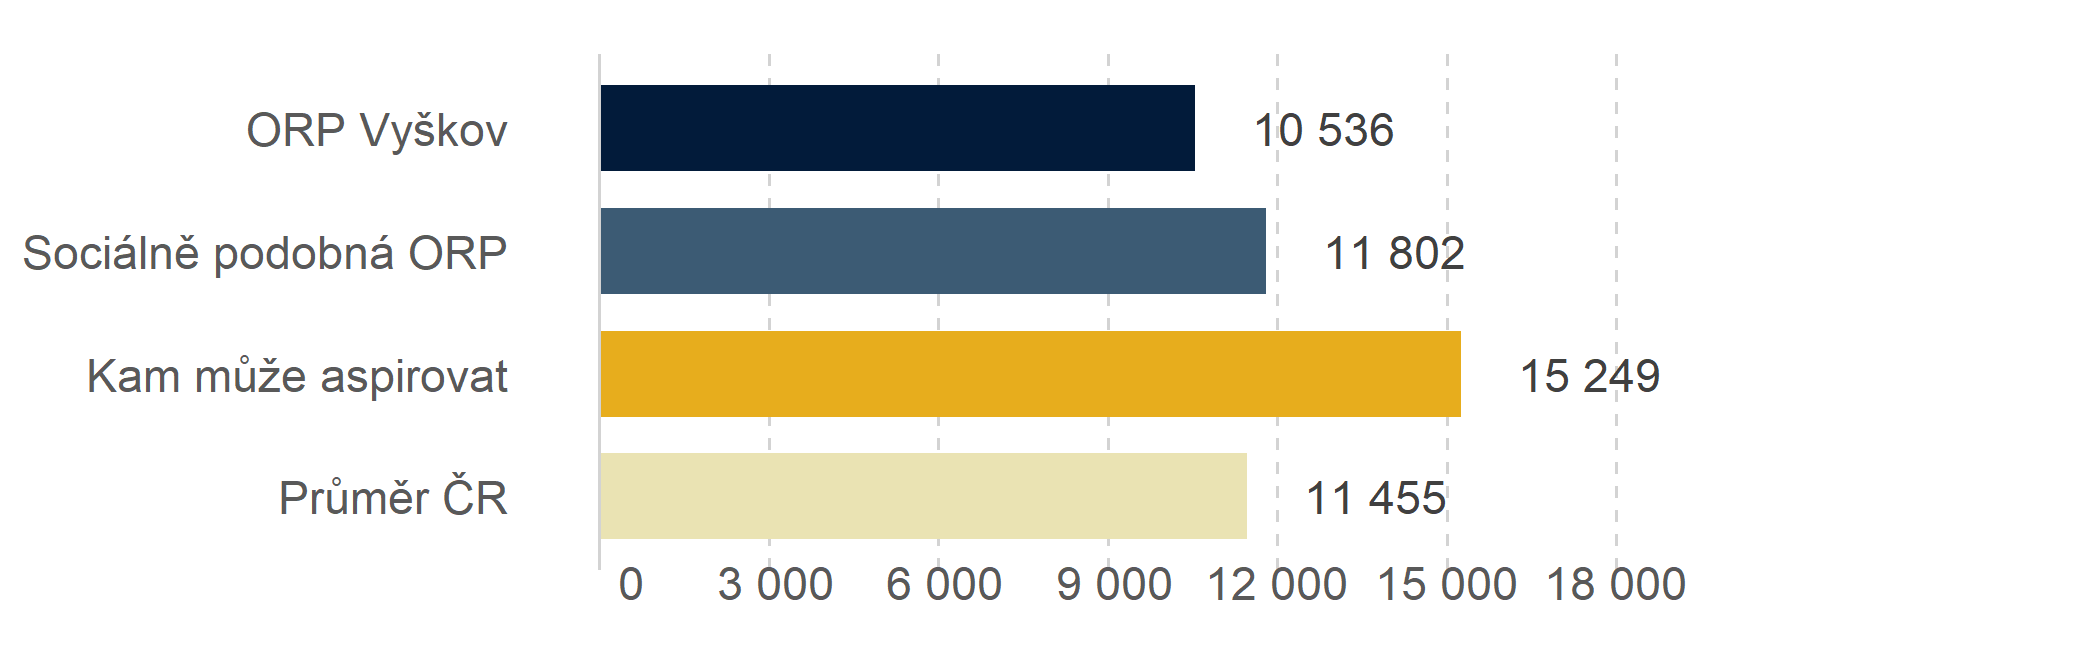 ORP Vyškov 10 536
Sociálně podobná ORP 11 802
Kam může aspirovat 15 249
Průměr ČR 11 455
0 3 000 6 000 9 000 12 000 15 000 18 000